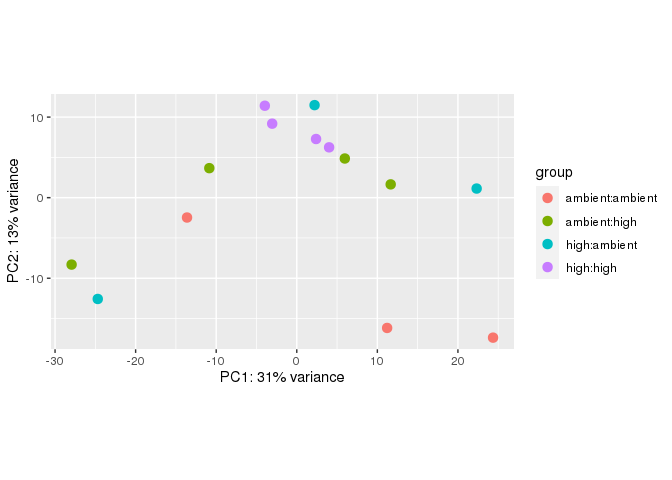 10
0
-10
-30
-20
-10
0
10
20
PC1: 31% variance
PC2: 13% variance
group
ambient:ambient
ambient:high
high:ambient
high:high